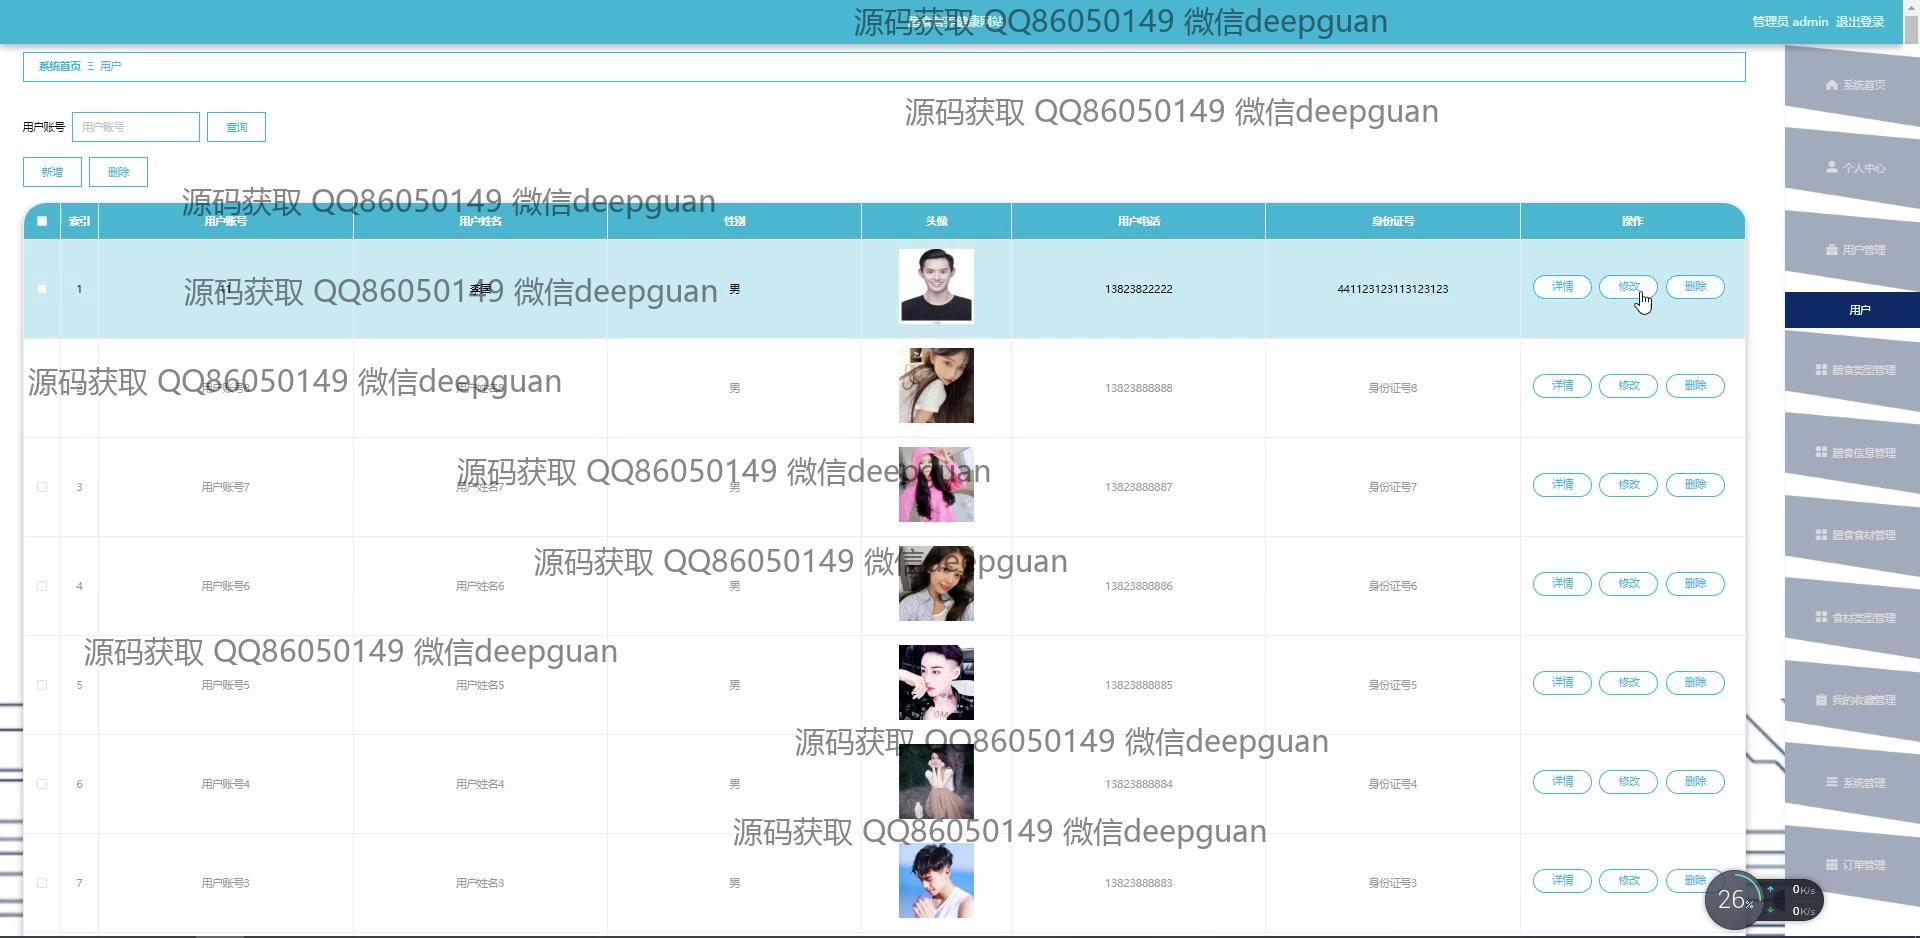 源码获取 QQ86050149 微信deepguan
管理员 admin 退出登录
系统首页 Ξ 用户
源码获取 QQ86050149 微信deepguan
用户账号 用户账号 查询
新增 删除
源码获取 QQ86050149 微信deepguan
索引 用户账号 用户姓名 性别 头像 用户电话 身份证号 操作
源码获取 QQ86050149 微信deepguan
1 男 13823822222 441123123113123123 详情 修改 删除
源码获取 QQ86050149 微信deepguan
用户账号8 用户姓名8 男 13823888888 身份证号8 详情 修改 删除
源码获取 QQ86050149 微信deepguan
3 用户账号7 用户姓名7 男 13823888887 身份证号7 详情 修改 删除
源码获取 QQ86050149 微信deepguan
4 用户账号6 用户姓名6 男 13823888886 身份证号6 详情 修改 删除
源码获取 QQ86050149 微信deepguan
5 用户账号5 用户姓名5 男 13823888885 身份证号5 详情 修改 删除
源码获取 QQ86050149 微信deepguan
6 用户账号4 用户姓名4 男 13823888884 身份证号4 详情 修改 删除
源码获取 QQ86050149 微信deepguan
7 用户账号3 用户姓名3 男 13823888883 身份证号3 详情 修改 删除
系统首页
个人中心
用户管理
用户
膳食类型管理
膳食信息管理
膳食食材管理
食材类型管理
我的收藏管理
系统管理
订单管理
26%
0K/s
0K/s